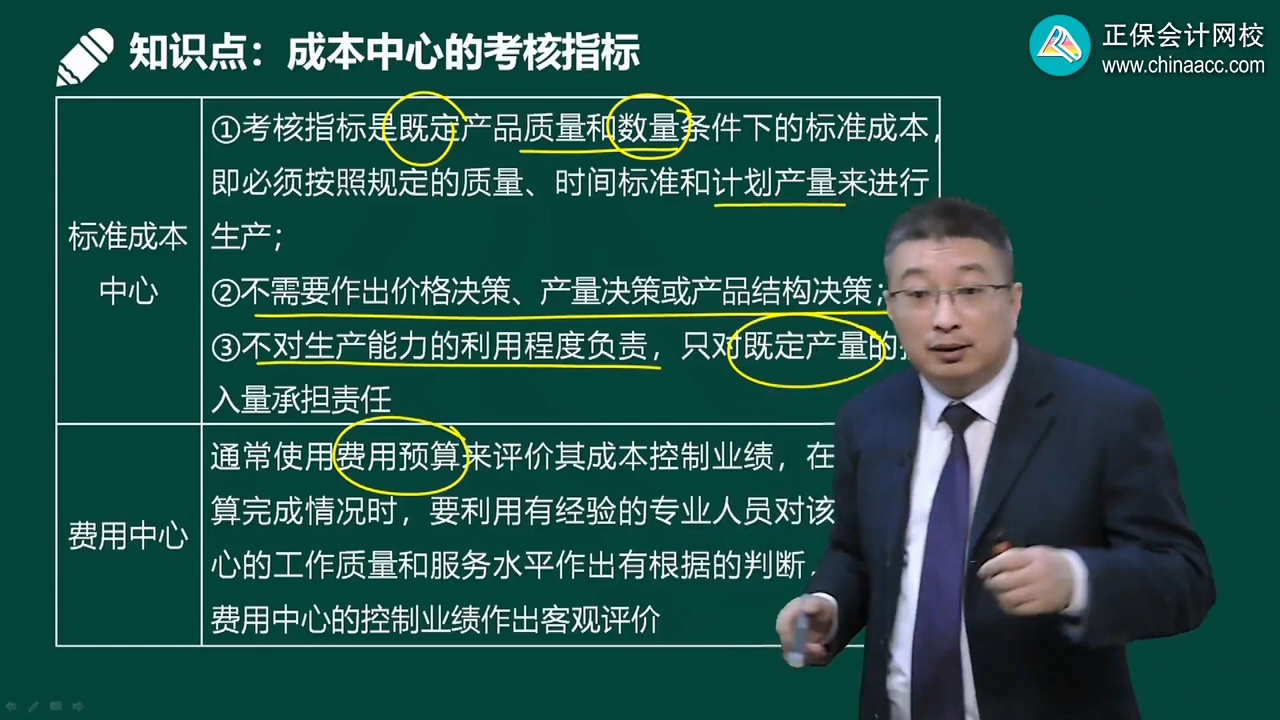 知识点：成本中心的考核指标
正保会计网校
www.chinaacc.com
标准成本
中心
①考核指标是既定产品质量和数量条件下的标准成本，
即必须按照规定的质量、时间标准和计划产量来进行
生产；
②不需要作出价格决策、产量决策或产品结构决策；
③不对生产能力的利用程度负责，只对既定产量的
入量承担责任
费用中心
通常使用费用预算来评价其成本控制业绩，在
算完成情况时，要利用有经验的专业人员对该
心的工作质量和服务水平作出有根据的判断，
费用中心的控制业绩作出客观评价